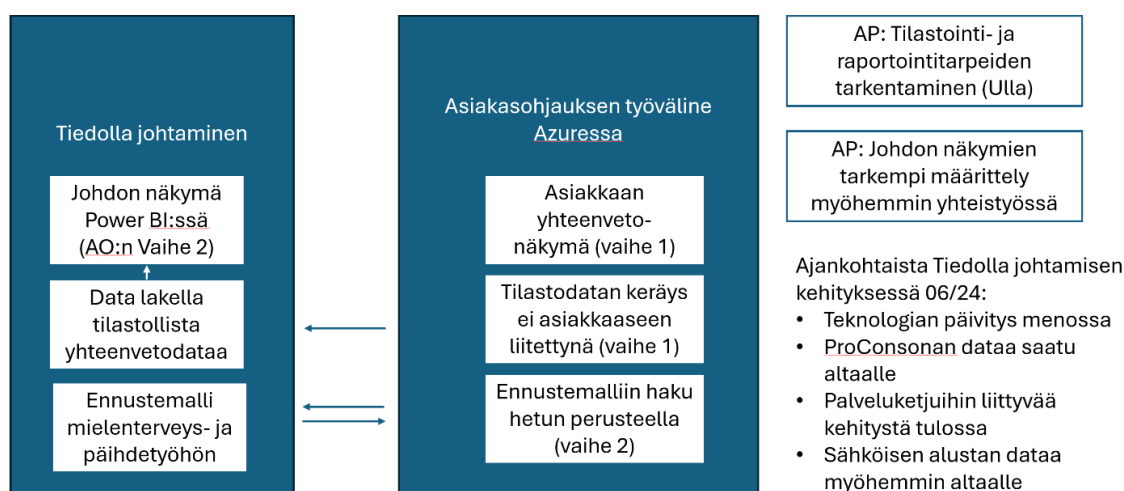 Tiedolla johtaminen
Johdon näkymä
Power BI:ssä
(AO:n Vaihe 2)
Data lakella
tilastollista
yhteenvetodataa
Ennustemalli
mielenterveys- ja
päihdetyöhön
Asiakasohjauksen työväline
Azuressa
Asiakkaan
yhteenveto-
näkymä (vaihe 1)
Tilastodatan keräys
ei asiakkaaseen
liitettynä (vaihe 1)
Ennustemalliin haku
hetun perusteella
(vaihe 2)
AP: Tilastointi- ja
raportointitarpeiden
tarkentaminen (Ulla)
AP: Johdon näkymien
tarkempi määrittely
myöhemmin yhteistyössä
Ajankohtaista Tiedolla johtamisen
kehityksessä 06/24:
• Teknologian päivitys menossa
• ProConsonan dataa saatu
altaalle
• Palveluketjuihin liittyvää
kehitystä tulossa
• Sähköisen alustan dataa
myöhemmin altaalle